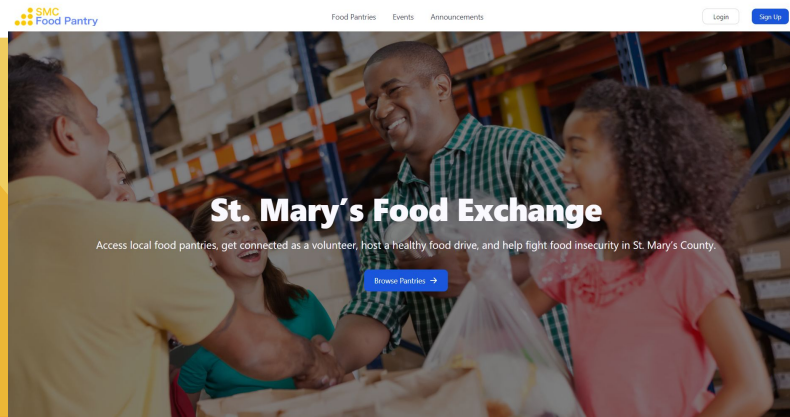 SMC
Food Pantry
Food Pantries
Events
Announcements
Login
Sign Up
St. Mary’s Food Exchange
Access local food pantries, get connected as a volunteer, host a healthy food drive, and help fight food insecurity in St. Mary’s County.
Browse Pantries →